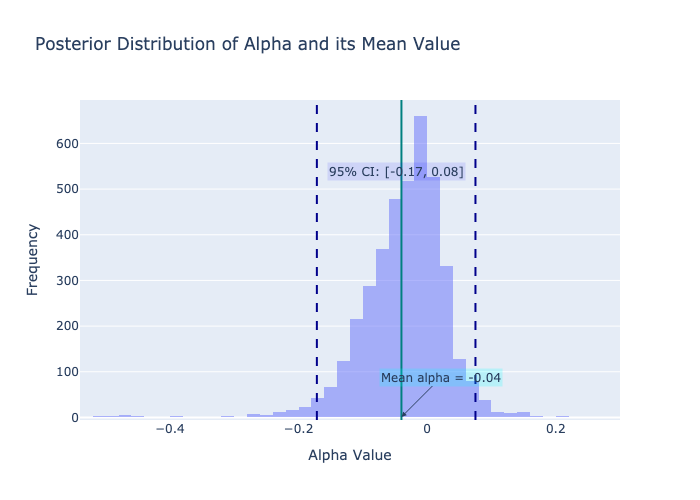 Posterior Distribution of Alpha and its Mean Value
600
500
400
300
200
100
0
Frequency
95% CI: [-0.17, 0.08]
Mean alpha = -0.04
−0.4
−0.2
0
0.2
Alpha Value